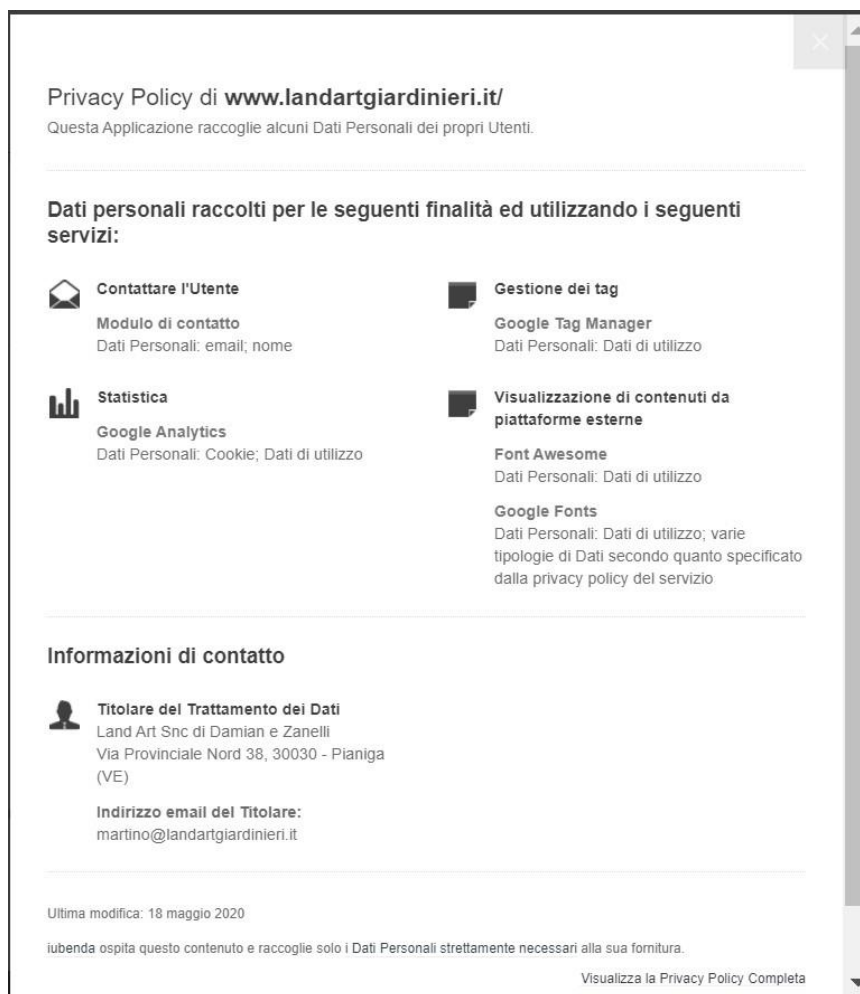 Privacy Policy di www.landartgiardinieri.it/
Questa Applicazione raccoglie alcuni Dati Personali dei propri Utenti.
Dati personali raccolti per le seguenti finalità ed utilizzando i seguenti
servizi:
Contattare l'Utente
Modulo di contatto
Dati Personali: email; nome
Statistica
Google Analytics
Dati Personali: Cookie; Dati di utilizzo
Gestione dei tag
Google Tag Manager
Dati Personali: Dati di utilizzo
Visualizzazione di contenuti da
piattaforme esterne
Font Awesome
Dati Personali: Dati di utilizzo
Google Fonts
Dati Personali: Dati di utilizzo; varie
tipologie di Dati secondo quanto specificato
dalla privacy policy del servizio
Informazioni di contatto
Titolare del Trattamento dei Dati
Land Art Snc di Damian e Zanelli
Via Provinciale Nord 38, 30030 - Pianiga
(VE)
Indirizzo email del Titolare:
martino@landartgiardinieri.it
Ultima modifica: 18 maggio 2020
iubenda ospita questo contenuto e raccoglie solo i Dati Personali strettamente necessari alla sua fornitura.
Visualizza la Privacy Policy Completa